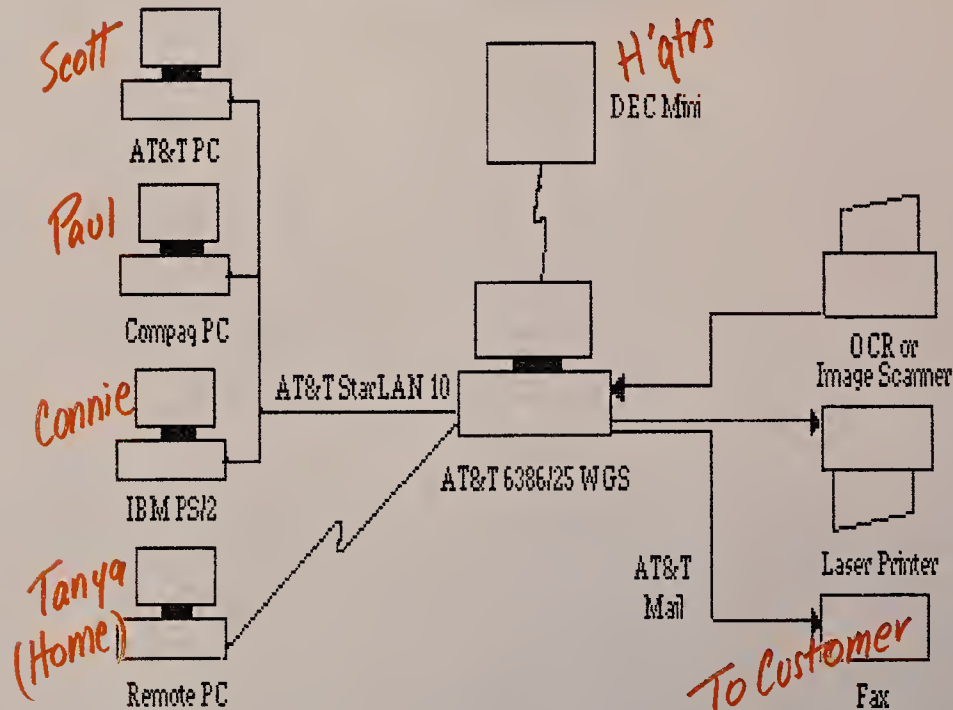 Scott
AT&T PC
H'qtrs
DEC Mini
Paul
Compaq PC
OCR or
Image Scanner
AT&T StarLAN 10
Connie
IBM PS/2
AT&T 6386/25 WGS
Laser Printer
Tanya
(Home)
Remote PC
AT&T
Mail
To Customer
Fax